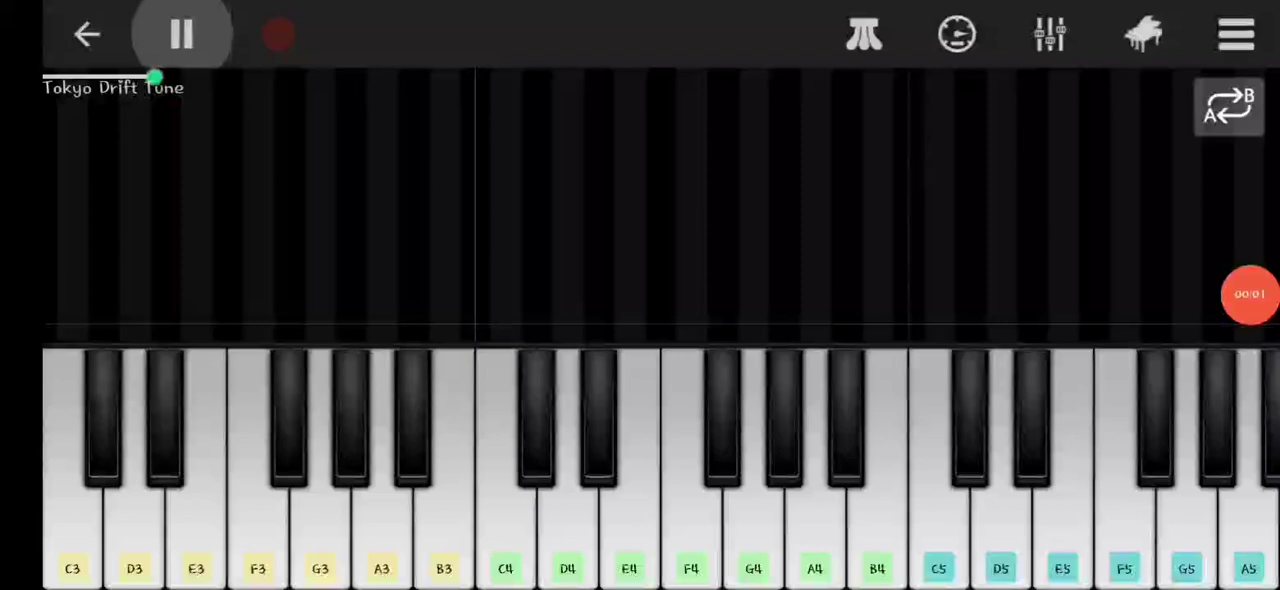 Tokyo Drift Tune
B
A
00:01
C3 D3 E3 F3 G3 A3 B3 C4 D4 E4 F4 G4 A4 B4 C5 D5 E5 F5 G5 A5